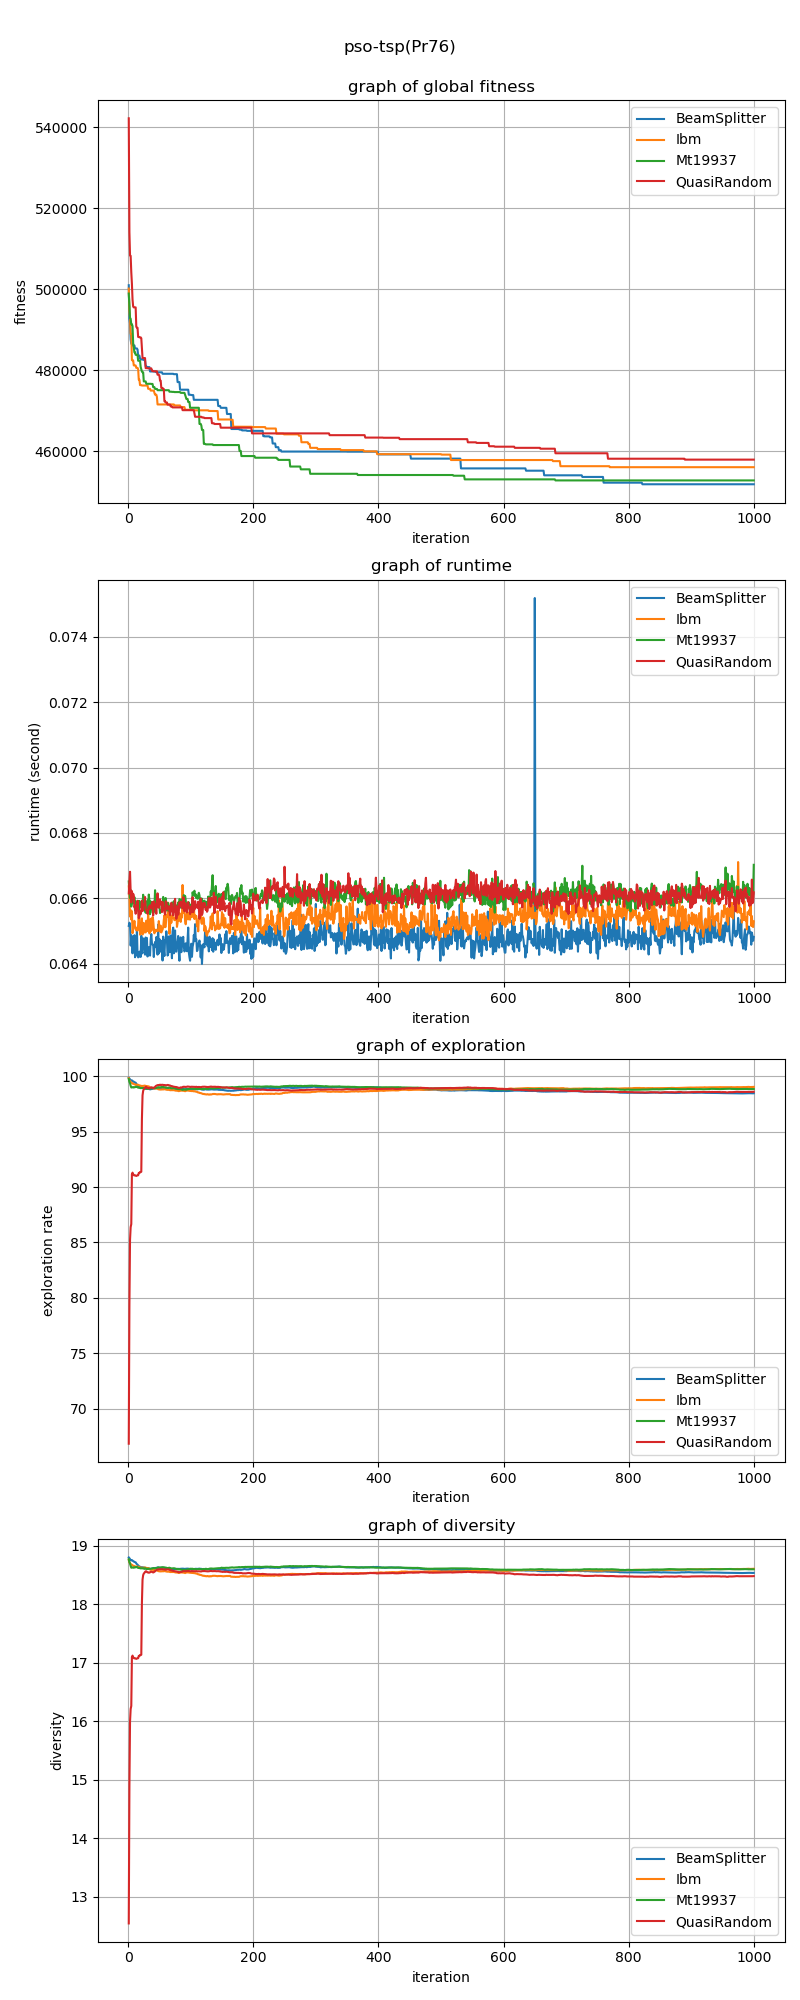 pso-tsp(Pr76)
graph of global fitness
fitness
540000
520000
500000
480000
460000
BeamSplitter
Ibm
Mt19937
QuasiRandom
0 200 400 600 800 1000
iteration
graph of runtime
runtime (second)
0.074
0.072
0.070
0.068
0.066
0.064
BeamSplitter
Ibm
Mt19937
QuasiRandom
0 200 400 600 800 1000
iteration
graph of exploration
exploration rate
100
95
90
85
80
75
70
BeamSplitter
Ibm
Mt19937
QuasiRandom
0 200 400 600 800 1000
iteration
graph of diversity
diversity
19
18
17
16
15
14
13
BeamSplitter
Ibm
Mt19937
QuasiRandom
0 200 400 600 800 1000
iteration